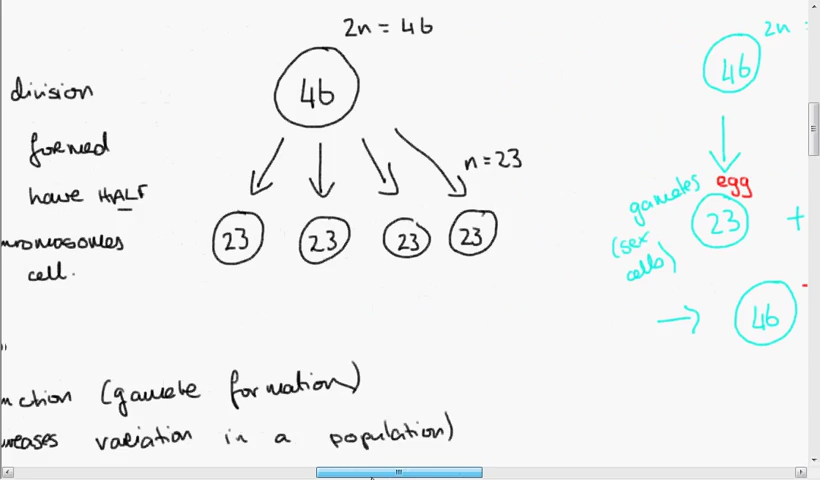 2n = 46
46
division
formed
have HALF
n = 23
cell.
23
23
23
23
(gamete formation)
variation in a population)
2n =
46
gametes
(sex
cells)
egg
23 +
→ 46